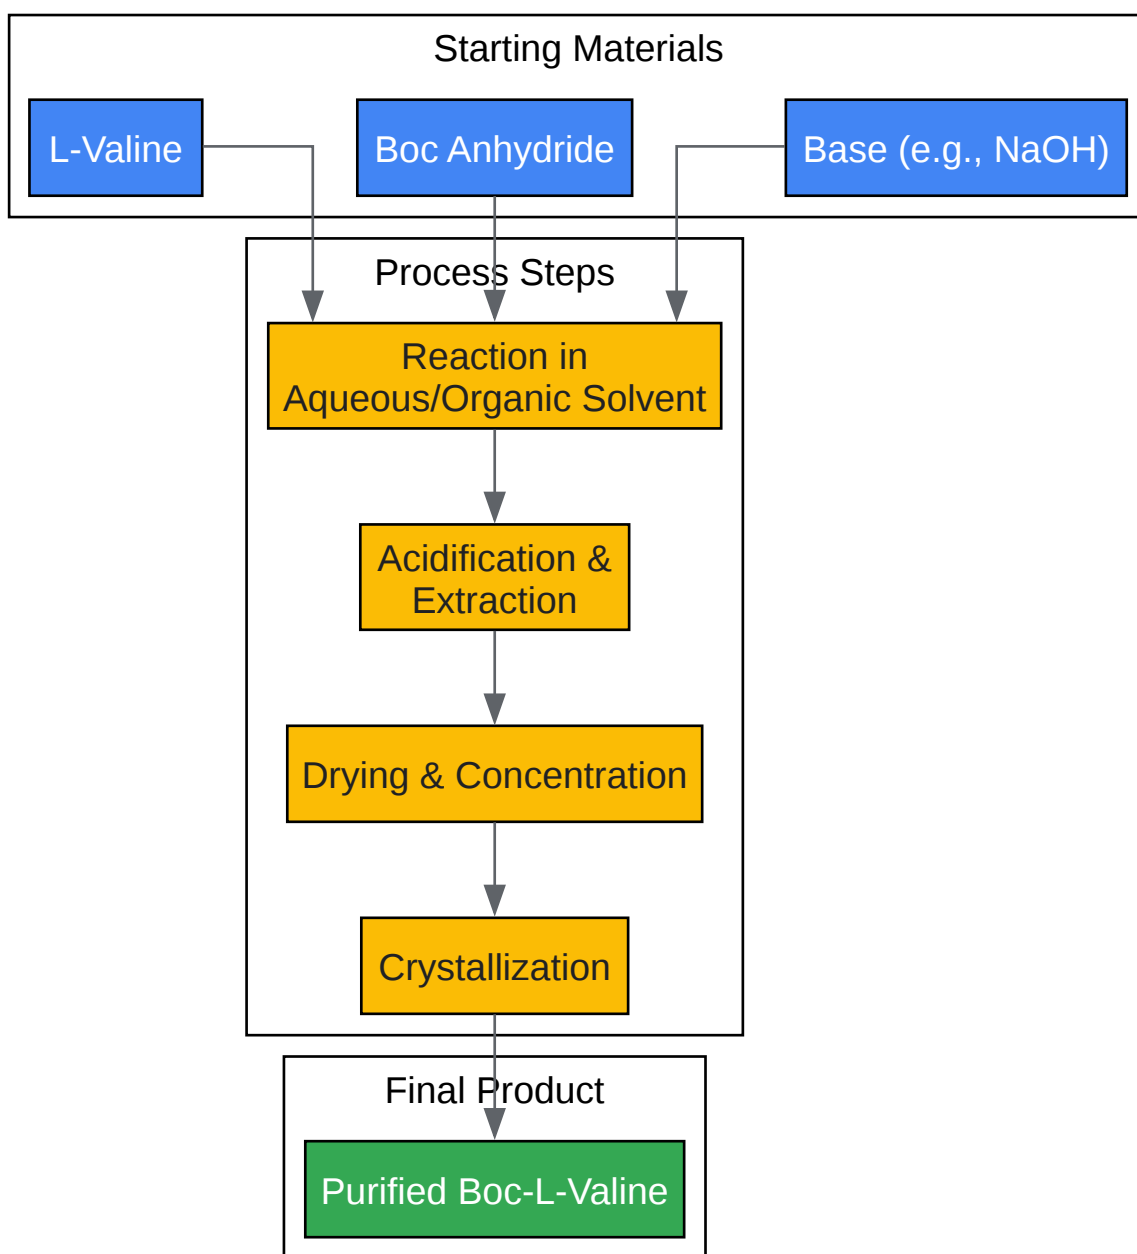 Starting Materials
L-Valine
Boc Anhydride
Base (e.g., NaOH)
Process Steps
Reaction in
Aqueous/Organic Solvent
Acidification &
Extraction
Drying & Concentration
Crystallization
Final Product
Purified Boc-L-Valine